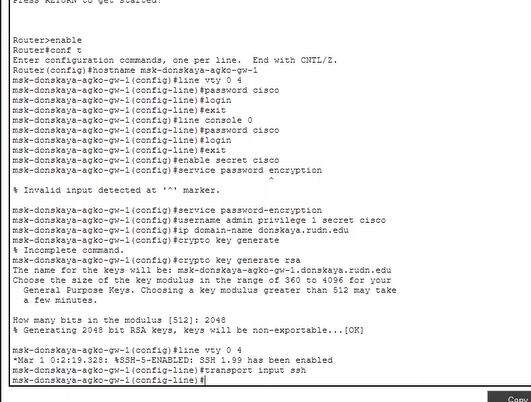 Press RETURN to get started!
Router>enable
Router#conf t
Enter configuration commands, one per line.  End with CNTL/Z.
Router(config)#hostname msk-donskaya-agko-gw-1
msk-donskaya-agko-gw-1(config)#line vty 0 4
msk-donskaya-agko-gw-1(config-line)#password cisco
msk-donskaya-agko-gw-1(config-line)#login
msk-donskaya-agko-gw-1(config-line)#exit
msk-donskaya-agko-gw-1(config)#line console 0
msk-donskaya-agko-gw-1(config-line)#password cisco
msk-donskaya-agko-gw-1(config-line)#login
msk-donskaya-agko-gw-1(config-line)#exit
msk-donskaya-agko-gw-1(config)#enable secret cisco
msk-donskaya-agko-gw-1(config)#service password encryption
^
% Invalid input detected at '^' marker.
msk-donskaya-agko-gw-1(config)#service password-encryption
msk-donskaya-agko-gw-1(config)#username admin privilege 1 secret cisco
msk-donskaya-agko-gw-1(config)#ip domain-name donskaya.rudn.edu
msk-donskaya-agko-gw-1(config)#crypto key generate
% Incomplete command.
msk-donskaya-agko-gw-1(config)#crypto key generate rsa
The name for the keys will be: msk-donskaya-agko-gw-1.donskaya.rudn.edu
Choose the size of the key modulus in the range of 360 to 4096 for your
General Purpose Keys. Choosing a key modulus greater than 512 may take
a few minutes.
How many bits in the modulus [512]: 2048
% Generating 2048 bit RSA keys, keys will be non-exportable...[OK]
msk-donskaya-agko-gw-1(config)#line vty 0 4
*Mar 1 0:2:19.328: %SSH-5-ENABLED: SSH 1.99 has been enabled
msk-donskaya-agko-gw-1(config-line)#transport input ssh
msk-donskaya-agko-gw-1(config-line)#
Copy